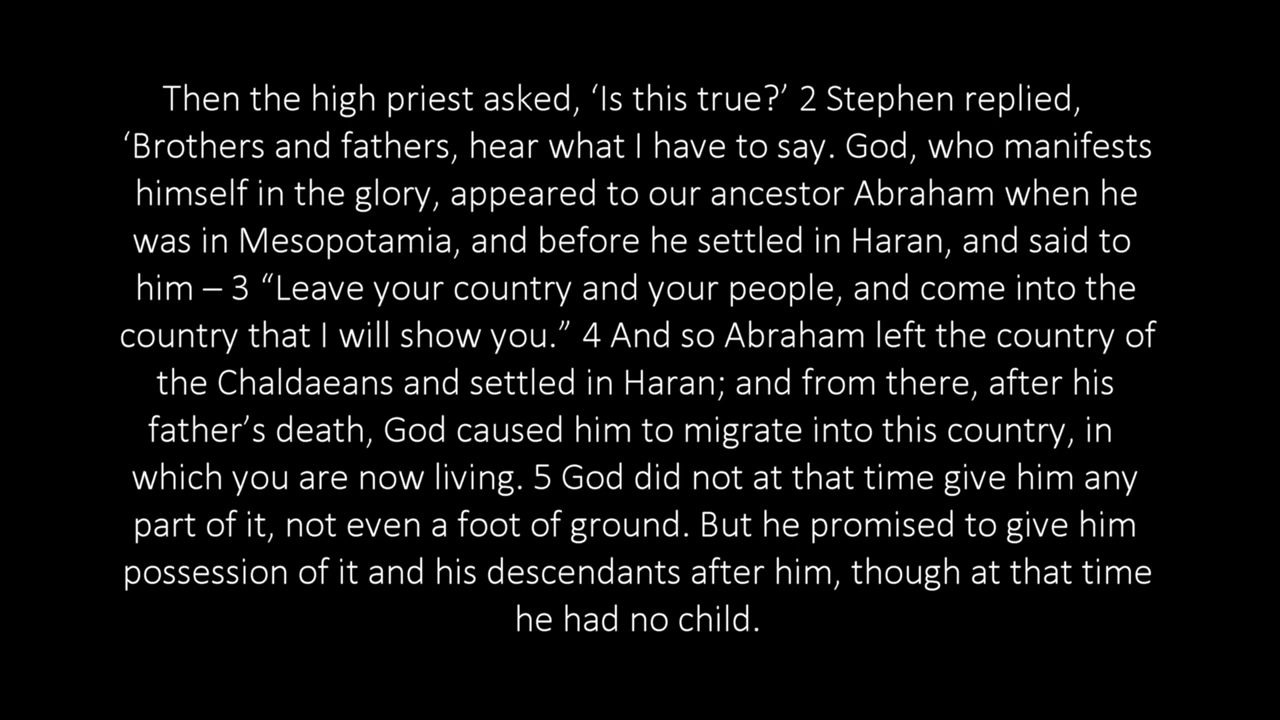 Then the high priest asked, ‘Is this true?’ 2 Stephen replied,
‘Brothers and fathers, hear what I have to say. God, who manifests
himself in the glory, appeared to our ancestor Abraham when he
was in Mesopotamia, and before he settled in Haran, and said to
him – 3 “Leave your country and your people, and come into the
country that I will show you.” 4 And so Abraham left the country of
the Chaldaeans and settled in Haran; and from there, after his
father’s death, God caused him to migrate into this country, in
which you are now living. 5 God did not at that time give him any
part of it, not even a foot of ground. But he promised to give him
possession of it and his descendants after him, though at that time
he had no child.